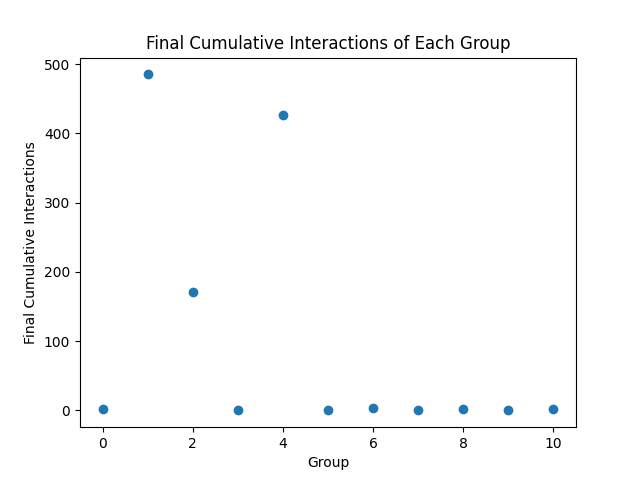 Final Cumulative Interactions of Each Group
500
400
300
200
100
0
Final Cumulative Interactions
0 2 4 6 8 10
Group